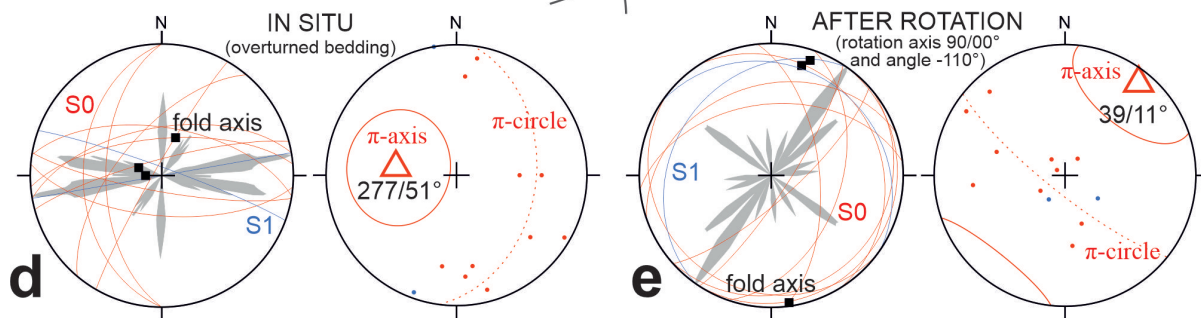 d
IN SITU
(overturned bedding)
N
S0
fold axis
S1
N
π-axis
277/51°
π-circle
e
AFTER ROTATION
(rotation axis 90/00°
and angle -110°)
N
S1
S0
fold axis
N
π-axis
39/11°
π-circle